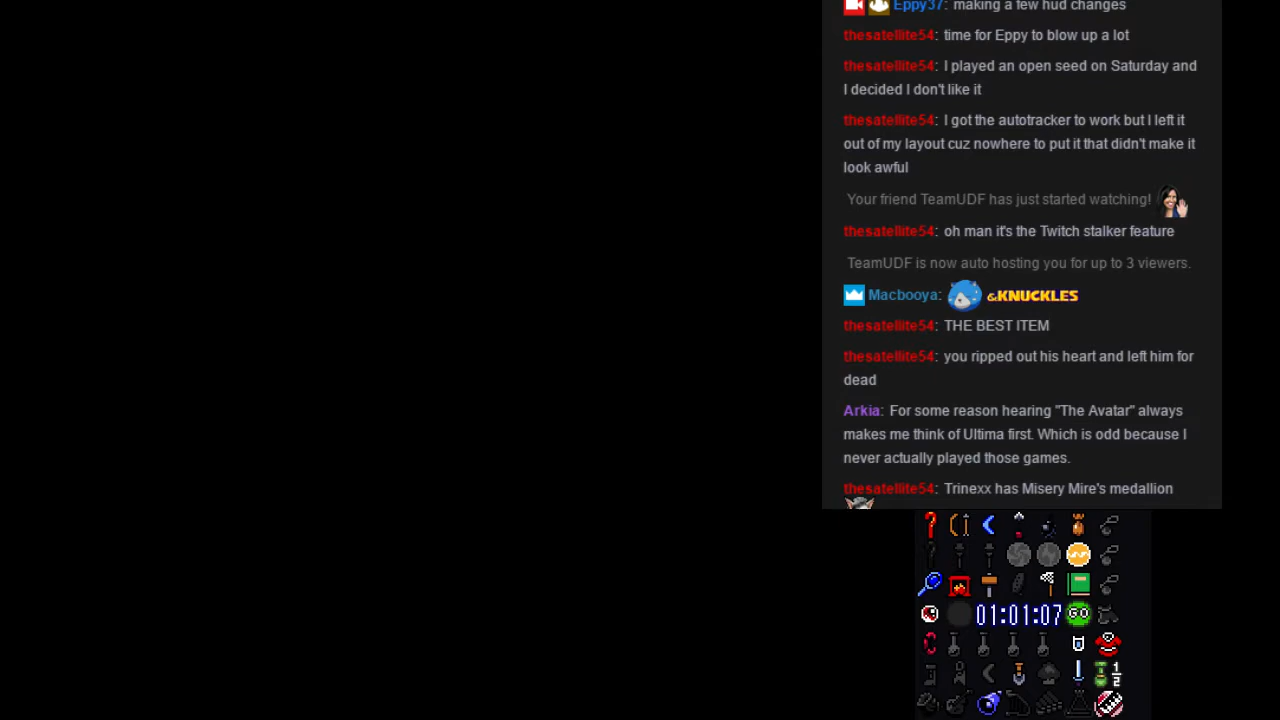 Eppy37: making a few hud changes
thesatellite54: time for Eppy to blow up a lot
thesatellite54: I played an open seed on Saturday and
I decided I don't like it
thesatellite54: I got the autotracker to work but I left it
out of my layout cuz nowhere to put it that didn't make it
look awful
Your friend TeamUDF has just started watching!
thesatellite54: oh man it's the Twitch stalker feature
TeamUDF is now auto hosting you for up to 3 viewers.
Macbooya: &KNUCKLES
thesatellite54: THE BEST ITEM
thesatellite54: you ripped out his heart and left him for
dead
Arkia: For some reason hearing "The Avatar" always
makes me think of Ultima first. Which is odd because I
never actually played those games.
thesatellite54: Trinexx has Misery Mire's medallion
01:01:07 GO
1/2